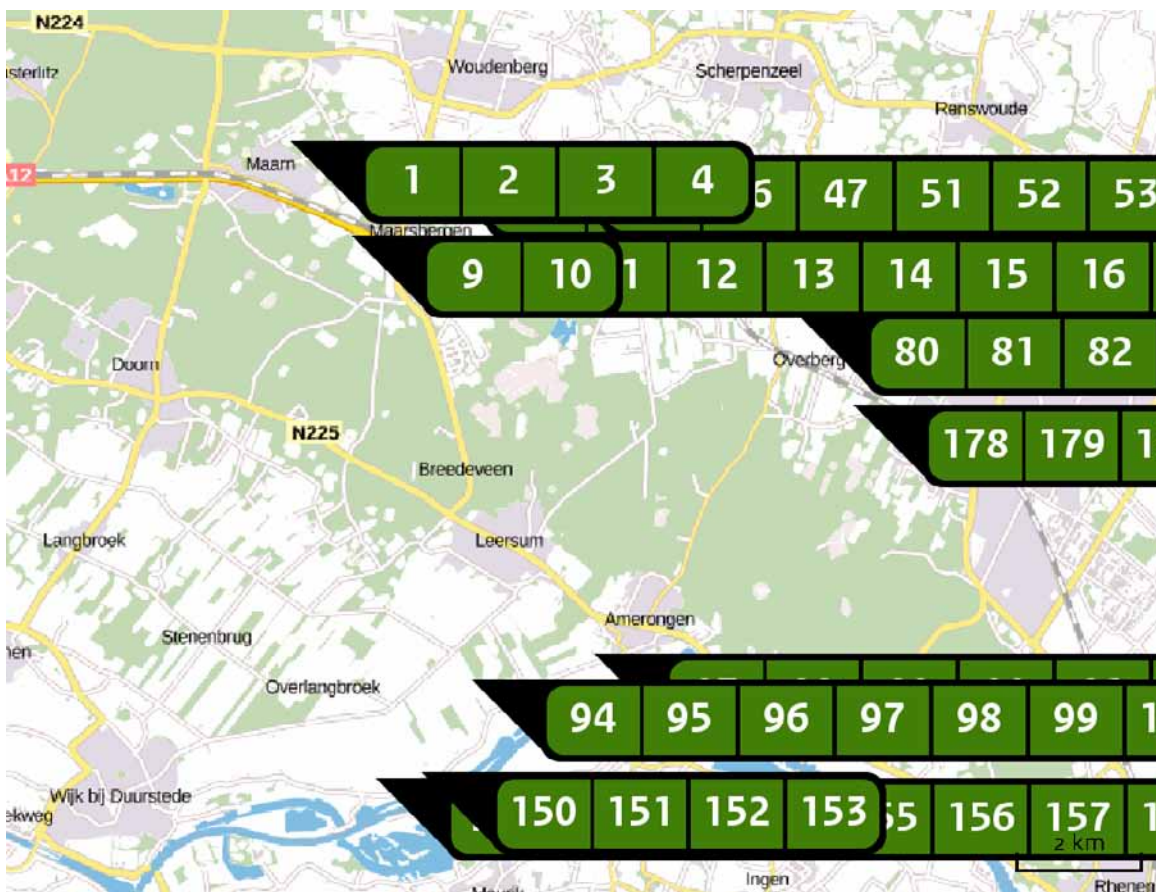 N224
Woudenberg
Scherpenzeel
Renswoude
Maarn
1 2 3 4 47 51 52 53
Maarsbergen
9 10 12 13 14 15 16
Doorn
Overberg
80 81 82
N225
178 179
Breedeveen
Langbroek
Leersum
Amerongen
Stenenbrug
Overlangbroek
94 95 96 97 98 99
Wijk bij Duurstede
150 151 152 153 156 157
2 km
Ingen
Rhenen